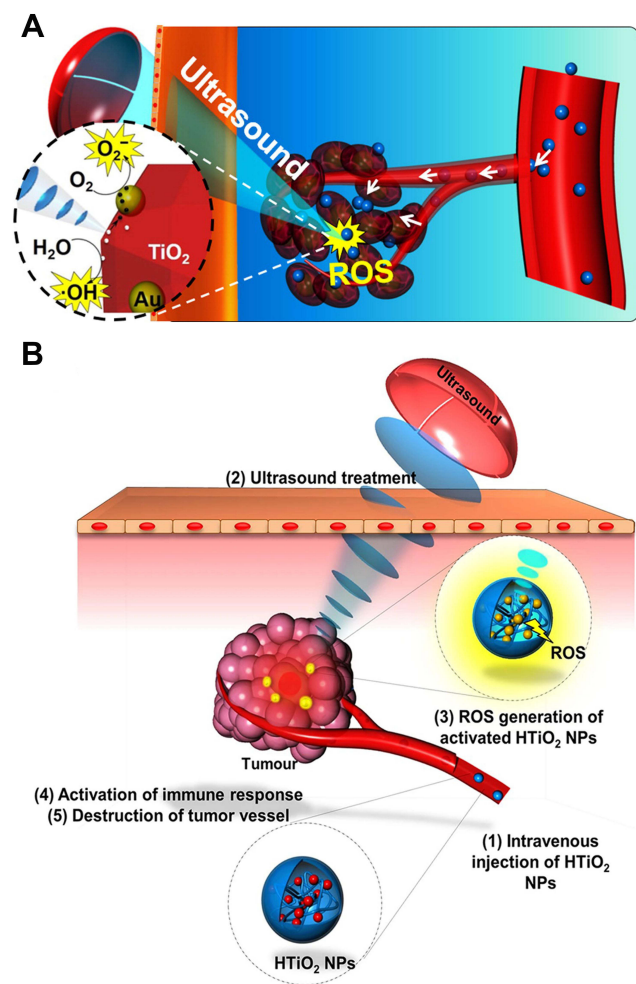 A
Ultrasound
O₂·⁻
O₂
TiO₂
H₂O
·OH
Au
ROS
B
Ultrasound
(2) Ultrasound treatment
ROS
(3) ROS generation of
activated HTiO₂ NPs
Tumour
(4) Activation of immune response
(5) Destruction of tumor vessel
(1) Intravenous
injection of HTiO₂
NPs
HTiO₂ NPs